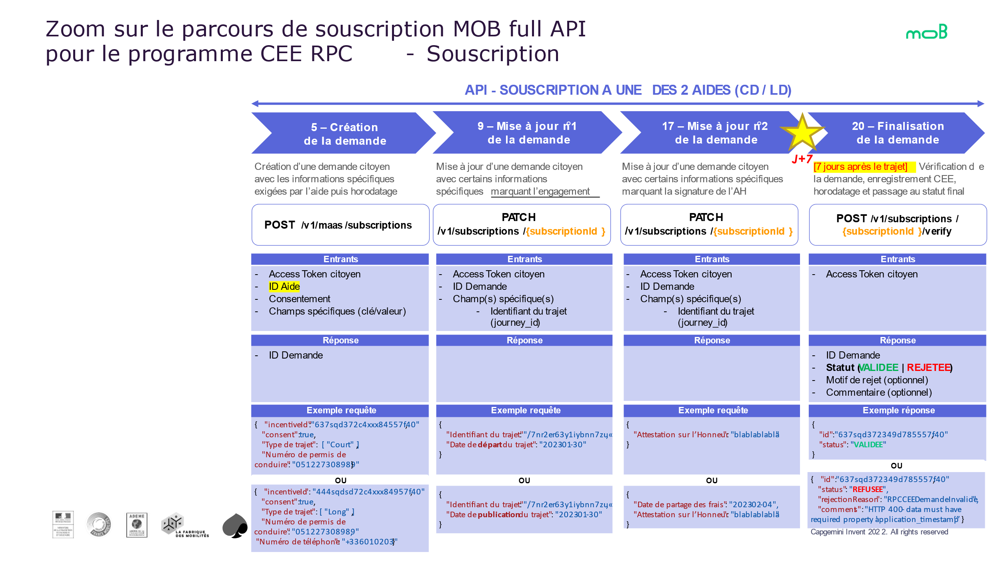 Zoom sur le parcours de souscription MOB full API
pour le programme CEE RPC - Souscription
moB
API - SOUSCRIPTION A UNE DES 2 AIDES (CD / LD)
5 – Création
de la demande
9 – Mise à jour n°1
de la demande
17 – Mise à jour n°2
de la demande
20 – Finalisation
de la demande
J+7
Création d’une demande citoyen
avec les informations spécifiques
exigées par l’aide puis horodatage
Mise à jour d’une demande citoyen
avec certains informations
spécifiques marquant l’engagement
Mise à jour d’une demande citoyen
avec certains informations spécifiques
marquant la signature de l’AH
[7 jours après le trajet] Vérification de
la demande, enregistrement CEE,
horodatage et passage au statut final
POST /v1/maas/subscriptions
PATCH
/v1/subscriptions/{subscriptionId}
PATCH
/v1/subscriptions/{subscriptionId}
POST /v1/subscriptions/
{subscriptionId}/verify
Entrants
- Access Token citoyen
- ID Aide
- Consentement
- Champs spécifiques (clé/valeur)
Entrants
- Access Token citoyen
- ID Demande
- Champ(s) spécifique(s)
- Identifiant du trajet
(journey_id)
Entrants
- Access Token citoyen
- ID Demande
- Champ(s) spécifique(s)
- Identifiant du trajet
(journey_id)
Entrants
- Access Token citoyen
Réponse
- ID Demande
Réponse
Réponse
Réponse
- ID Demande
- Statut (VALIDEE | REJETEE)
- Motif de rejet (optionnel)
- Commentaire (optionnel)
Exemple requête
{ "incentiveId":"637sqd372c4xxx84557f40",
"consent":true,
"Type de trajet": [ "Court" ],
"Numéro de permis de
conduire": "051227308989"}
OU
{ "incentiveId": "444sqdsd72c4xxx84957f40",
"consent":true,
"Type de trajet": [ "Long" ],
"Numéro de permis de
conduire": "051227308989",
"Numéro de téléphone": "+336010203"}
Exemple requête
{
"Identifiant du trajet":"/7nr2er63y1iybnn7zu«,
"Date de départ du trajet": "2023-01-30"
}
OU
{
"Identifiant du trajet":"/7nr2er63y1iybnn7zu«,
"Date de publication du trajet": "2023-01-30"
}
Exemple requête
{
"Attestation sur l’Honneur": "blablablabla"
}
OU
{
"Date de partage des frais": "2023-02-04",
"Attestation sur l’Honneur": "blablablabla"
}
Exemple réponse
{
"id":"637sqd372349d785557f40",
"status": "VALIDEE"
}
OU
{ "id":"637sqd372349d785557f40",
"status": "REFUSEE",
"rejectionReason": "RPCCEEDemandeInvalide",
"comments":"HTTP 400 - data must have
required property 'application_timestamp'” }
ADEME
FRANCE MOBILITÉS
LA FABRIQUE
DES MOBILITÉS
Capgemini Invent 2022. All rights reserved